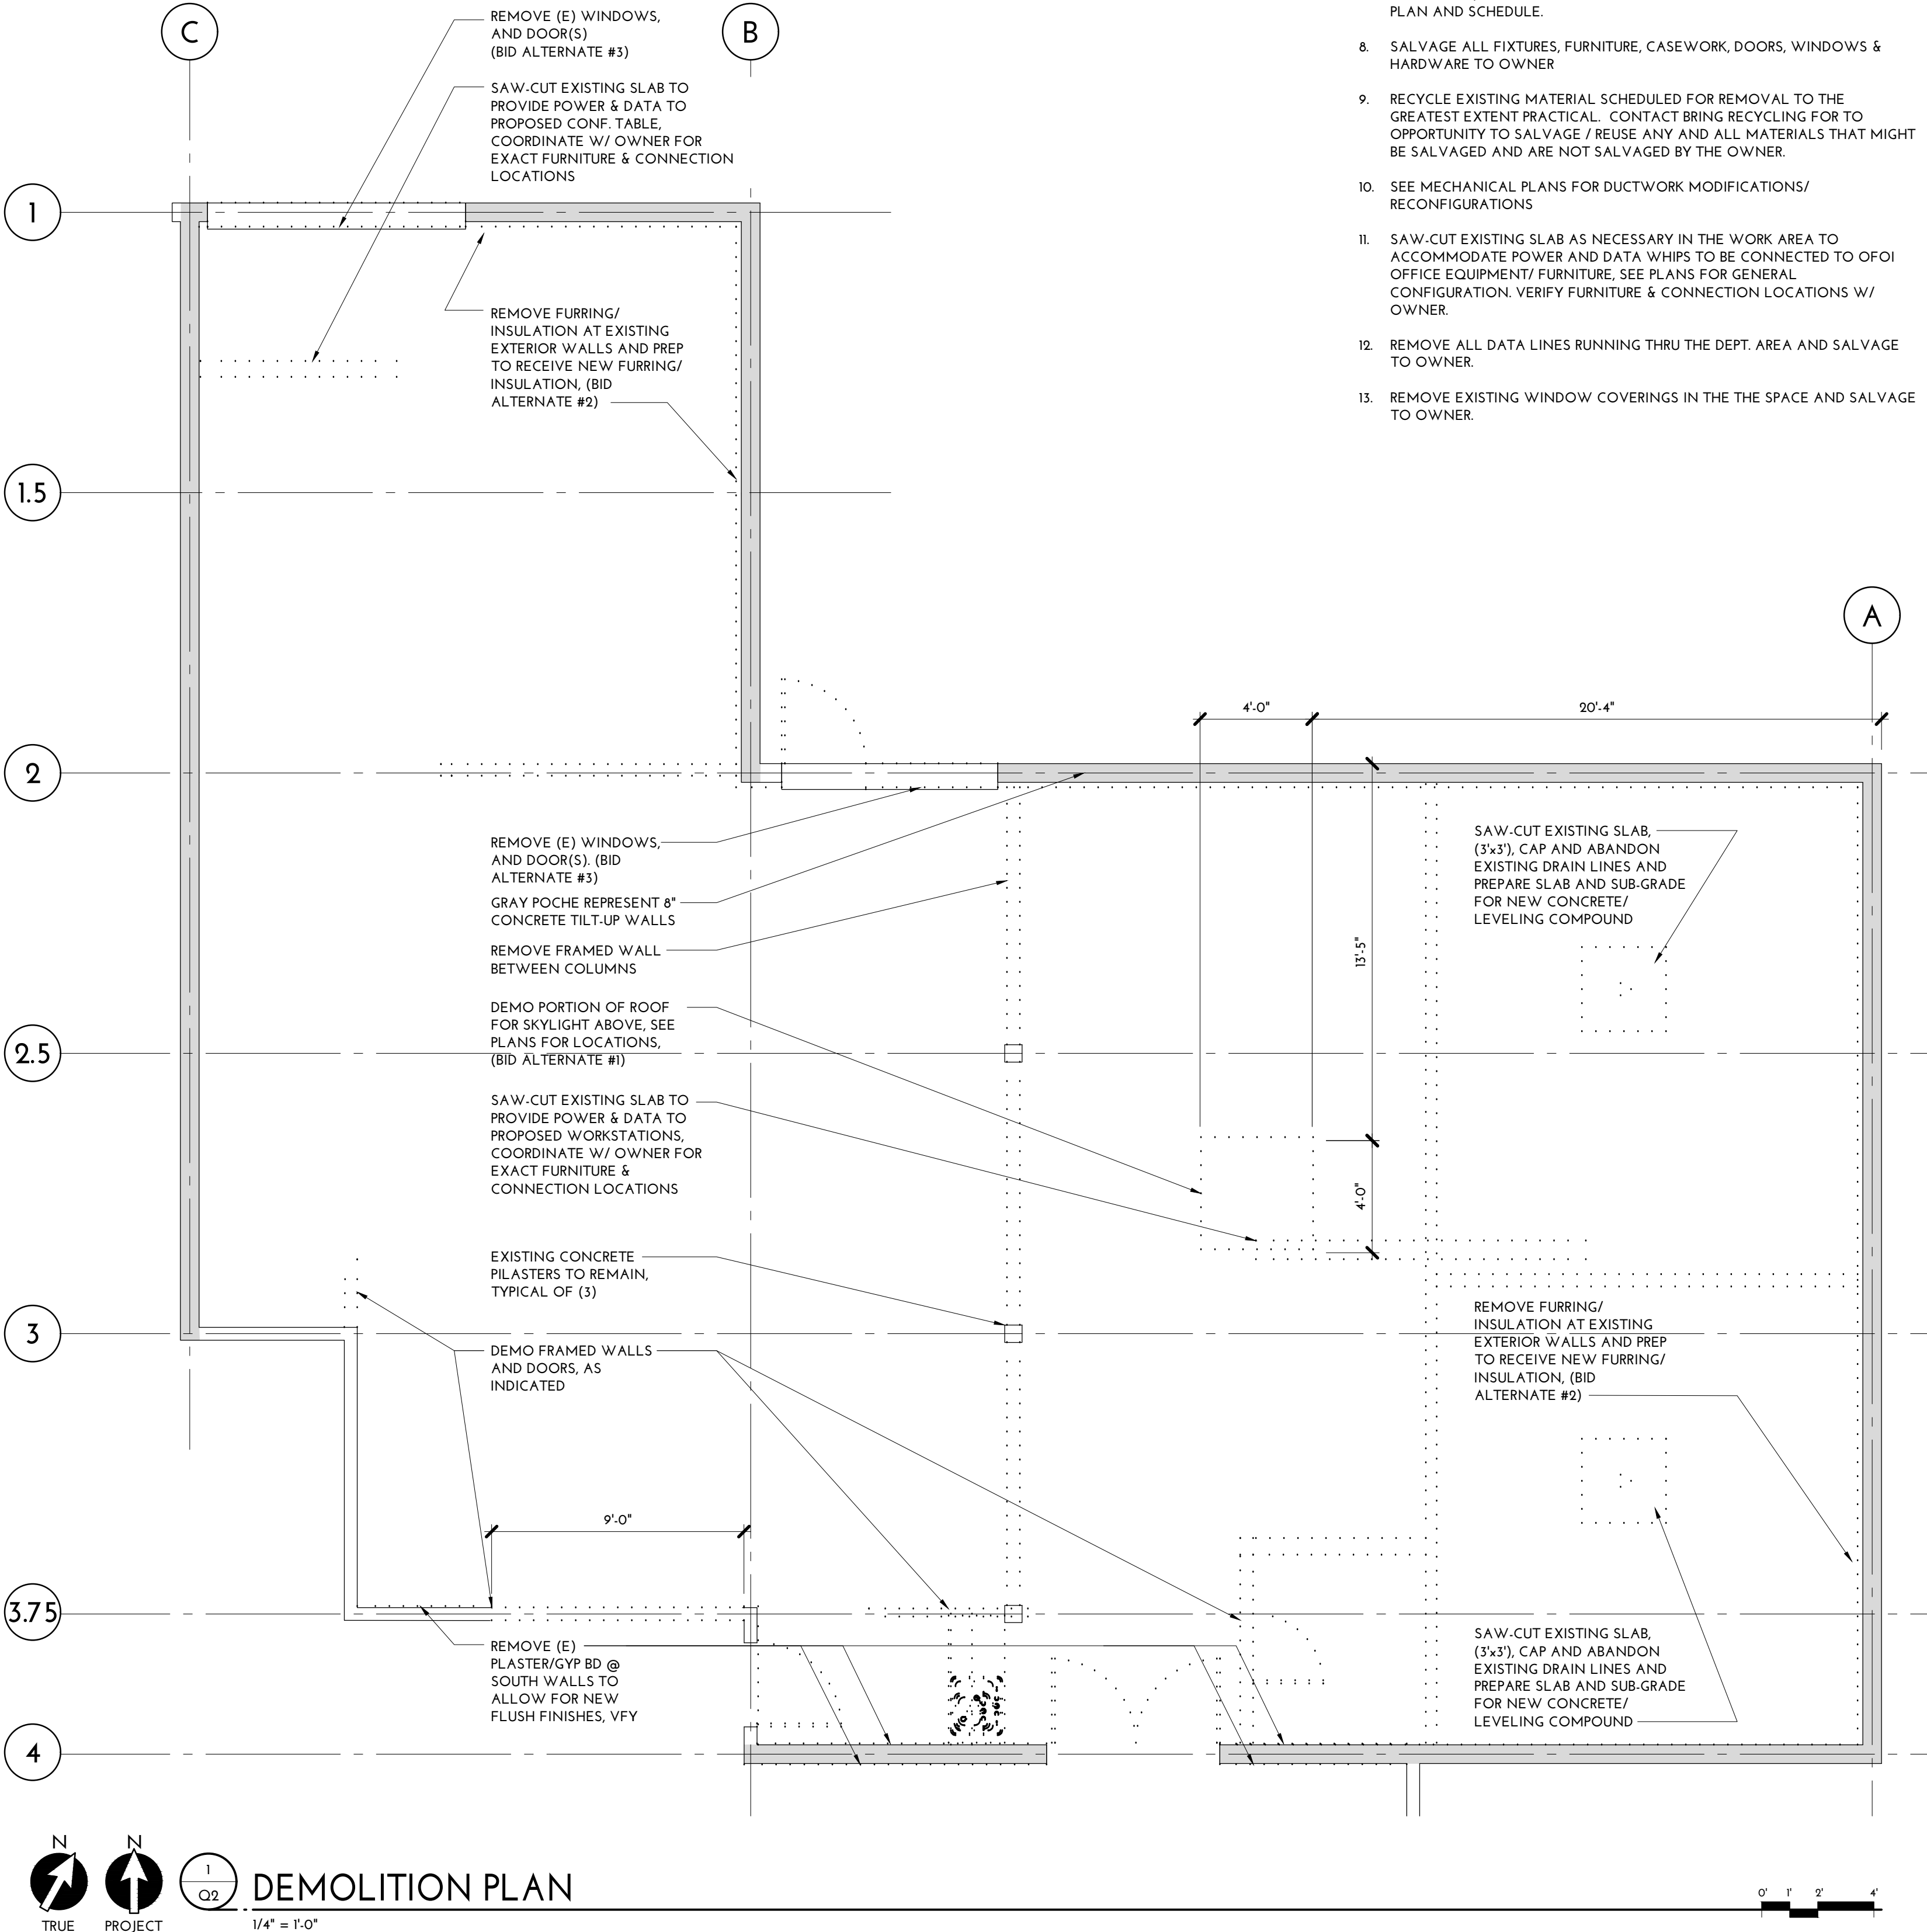 C
B
REMOVE (E) WINDOWS,
AND DOOR(S)
(BID ALTERNATE #3)
SAW-CUT EXISTING SLAB TO
PROVIDE POWER & DATA TO
PROPOSED CONF. TABLE,
COORDINATE W/ OWNER FOR
EXACT FURNITURE & CONNECTION
LOCATIONS
PLAN AND SCHEDULE.
8. SALVAGE ALL FIXTURES, FURNITURE, CASEWORK, DOORS, WINDOWS &
HARDWARE TO OWNER
9. RECYCLE EXISTING MATERIAL SCHEDULED FOR REMOVAL TO THE
GREATEST EXTENT PRACTICAL. CONTACT BRING RECYCLING FOR TO
OPPORTUNITY TO SALVAGE / REUSE ANY AND ALL MATERIALS THAT MIGHT
BE SALVAGED AND ARE NOT SALVAGED BY THE OWNER.
10. SEE MECHANICAL PLANS FOR DUCTWORK MODIFICATIONS/
RECONFIGURATIONS
11. SAW-CUT EXISTING SLAB AS NECESSARY IN THE WORK AREA TO
ACCOMMODATE POWER AND DATA WHIPS TO BE CONNECTED TO OFOI
OFFICE EQUIPMENT/ FURNITURE, SEE PLANS FOR GENERAL
CONFIGURATION. VERIFY FURNITURE & CONNECTION LOCATIONS W/
OWNER.
12. REMOVE ALL DATA LINES RUNNING THRU THE DEPT. AREA AND SALVAGE
TO OWNER.
13. REMOVE EXISTING WINDOW COVERINGS IN THE THE SPACE AND SALVAGE
TO OWNER.
1
REMOVE FURRING/
INSULATION AT EXISTING
EXTERIOR WALLS AND PREP
TO RECEIVE NEW FURRING/
INSULATION, (BID
ALTERNATE #2)
1.5
A
4'-0"
20'-4"
2
REMOVE (E) WINDOWS,
AND DOOR(S). (BID
ALTERNATE #3)
GRAY POCHE REPRESENT 8"
CONCRETE TILT-UP WALLS
REMOVE FRAMED WALL
BETWEEN COLUMNS
DEMO PORTION OF ROOF
FOR SKYLIGHT ABOVE, SEE
PLANS FOR LOCATIONS,
(BID ALTERNATE #1)
SAW-CUT EXISTING SLAB TO
PROVIDE POWER & DATA TO
PROPOSED WORKSTATIONS,
COORDINATE W/ OWNER FOR
EXACT FURNITURE &
CONNECTION LOCATIONS
EXISTING CONCRETE
PILASTERS TO REMAIN,
TYPICAL OF (3)
DEMO FRAMED WALLS
AND DOORS, AS
INDICATED
13'-5"
4'-0"
SAW-CUT EXISTING SLAB,
(3'x3'), CAP AND ABANDON
EXISTING DRAIN LINES AND
PREPARE SLAB AND SUB-GRADE
FOR NEW CONCRETE/
LEVELING COMPOUND
2.5
3
REMOVE FURRING/
INSULATION AT EXISTING
EXTERIOR WALLS AND PREP
TO RECEIVE NEW FURRING/
INSULATION, (BID
ALTERNATE #2)
9'-0"
3.75
REMOVE (E)
PLASTER/GYP BD @
SOUTH WALLS TO
ALLOW FOR NEW
FLUSH FINISHES, VFY
SAW-CUT EXISTING SLAB,
(3'x3'), CAP AND ABANDON
EXISTING DRAIN LINES AND
PREPARE SLAB AND SUB-GRADE
FOR NEW CONCRETE/
LEVELING COMPOUND
4
N
TRUE
N
PROJECT
1
Q2
DEMOLITION PLAN
1/4" = 1'-0"
0' 1' 2' 4'